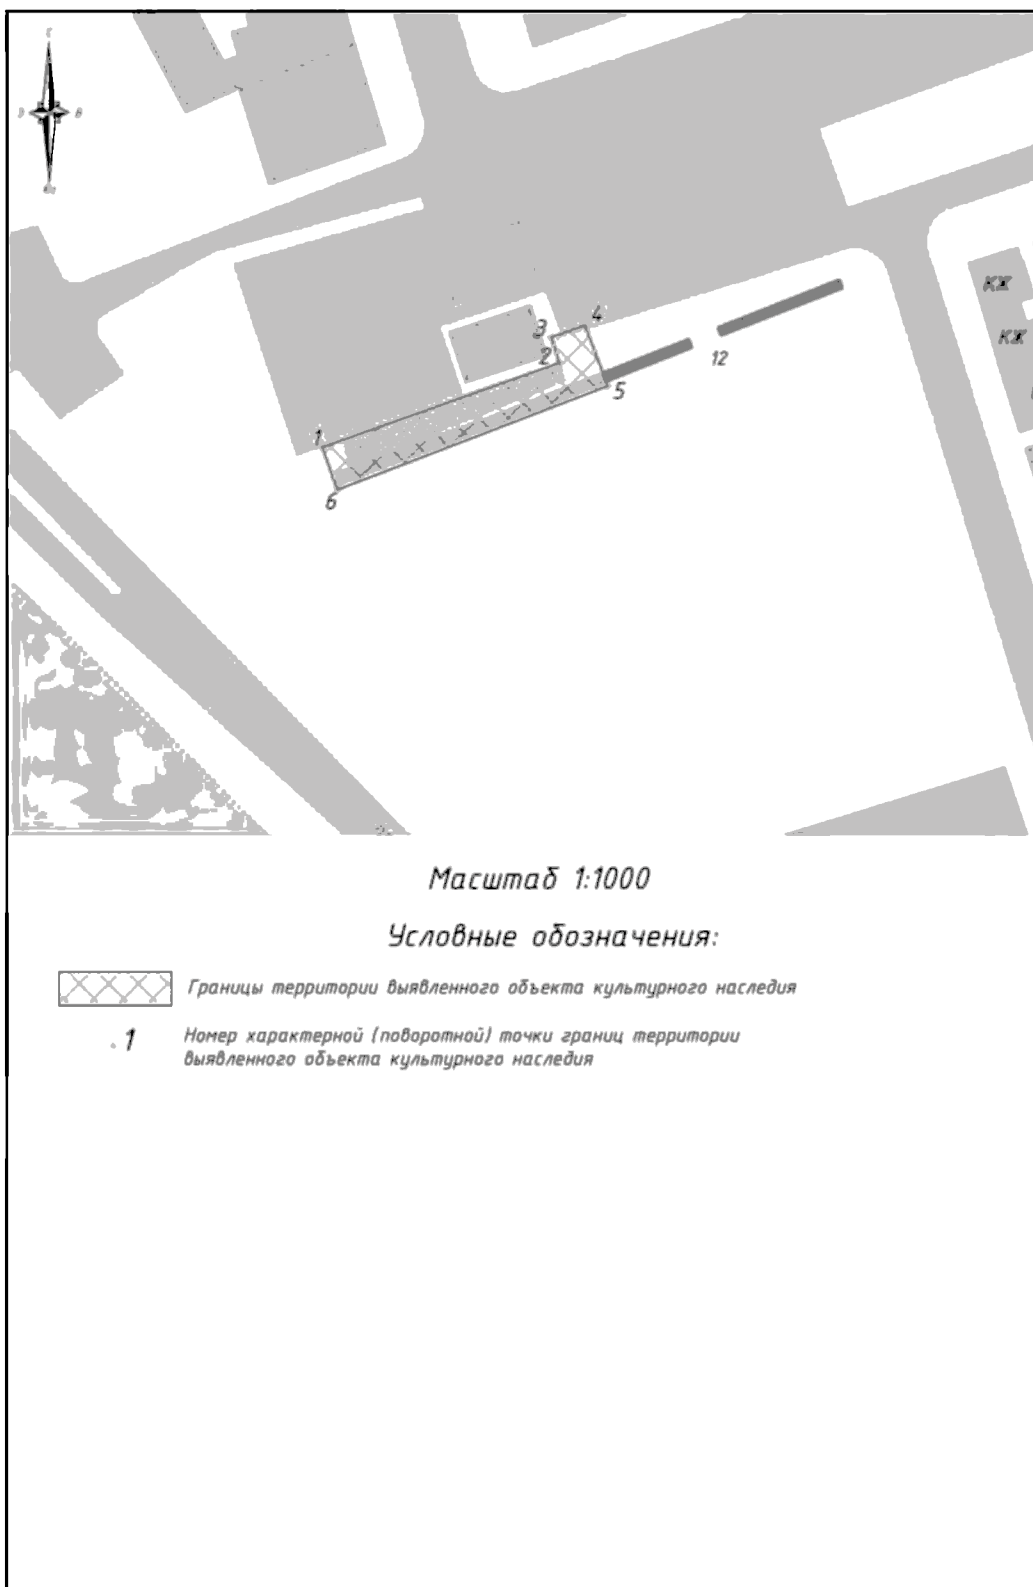 С
З
В
КЖ
КЖ
3
4
2
12
5
1
6
Масштаб 1:1000
Условные обозначения:
Границы территории выявленного объекта культурного наследия
1
Номер характерной (поворотной) точки границ территории
выявленного объекта культурного наследия